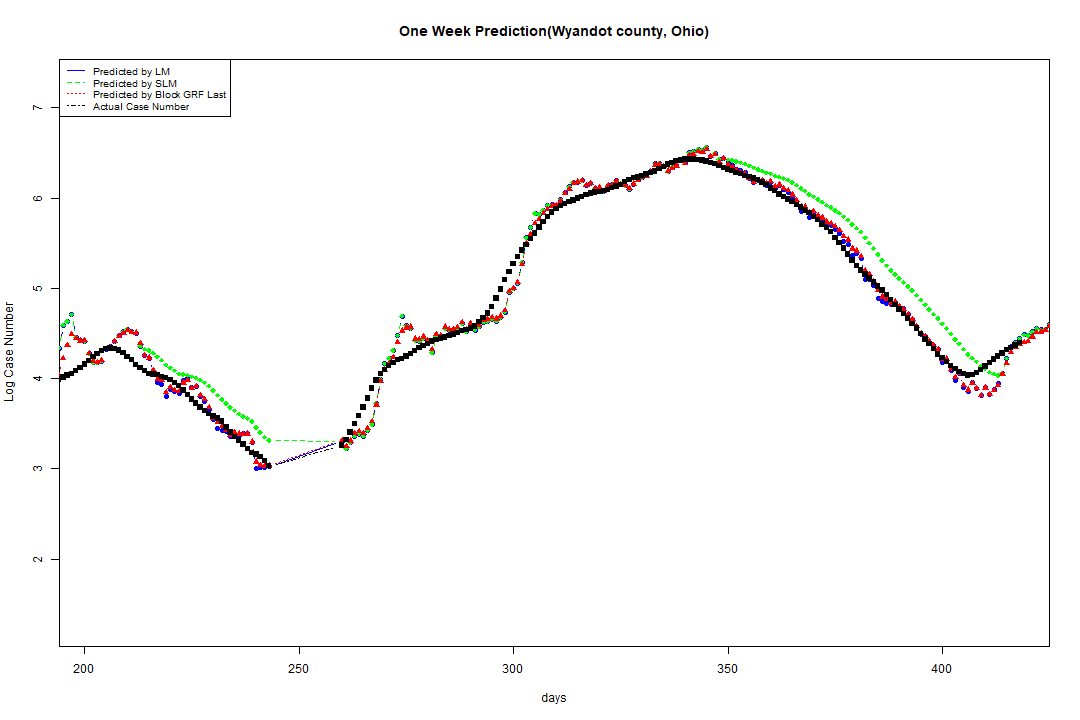 One Week Prediction(Wyandot county, Ohio)
Predicted by LM
Predicted by SLM
Predicted by Block GRF Last
Actual Case Number
7
6
5
4
3
2
Log Case Number
200 250 300 350 400
days